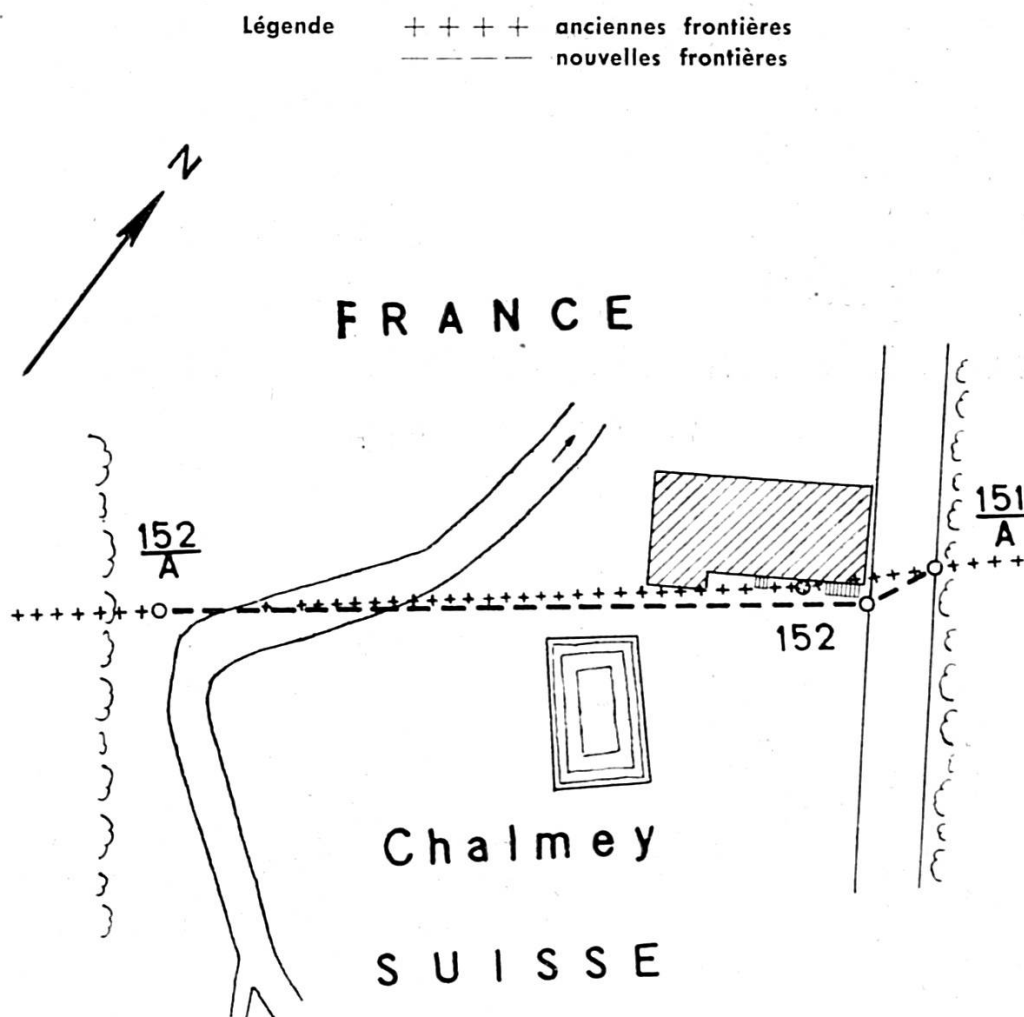 Légende + + + + anciennes frontières
— — — — — nouvelles frontières
N
FRANCE
151
A
152
A
152
Chalmey
SUISSE